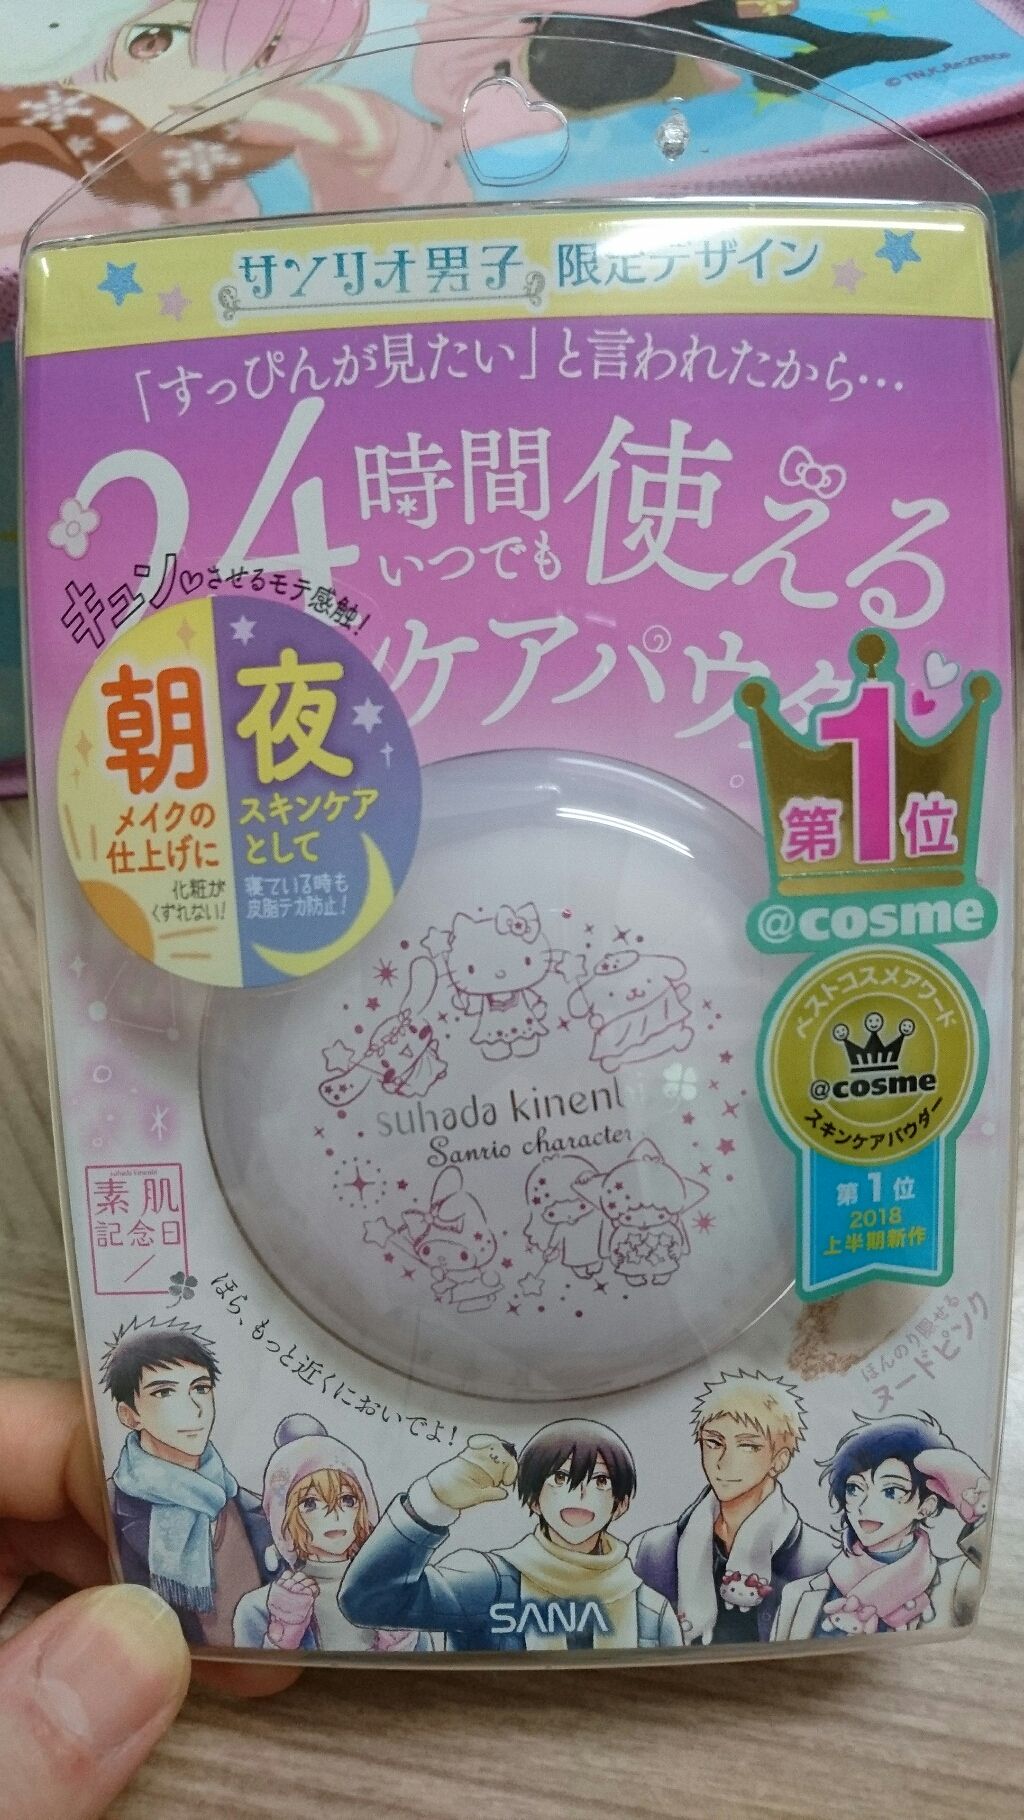 © TN,K,Re:ZERO
サンリオ男子 限定デザイン
「すっぴんが見たい」と言われたから…
24時間
*
いつでも
使える
ケアパウダ
キュン♡させるモテ感触!
朝
メイクの
仕上げに
化粧が
くずれない!
夜
スキンケア
として
寝ている時も
皮脂テカ防止!
第1位
@cosme
ベストコスメアワード
@cosme
スキンケアパウダー
第1位
2018
上半期新作
suhada kinenbi
Sanrio character
suhada kinenbi
素肌
記念日
ほら、もっと近くにおいでよ!
ほんのり透ける
ヌードピンク
SANA